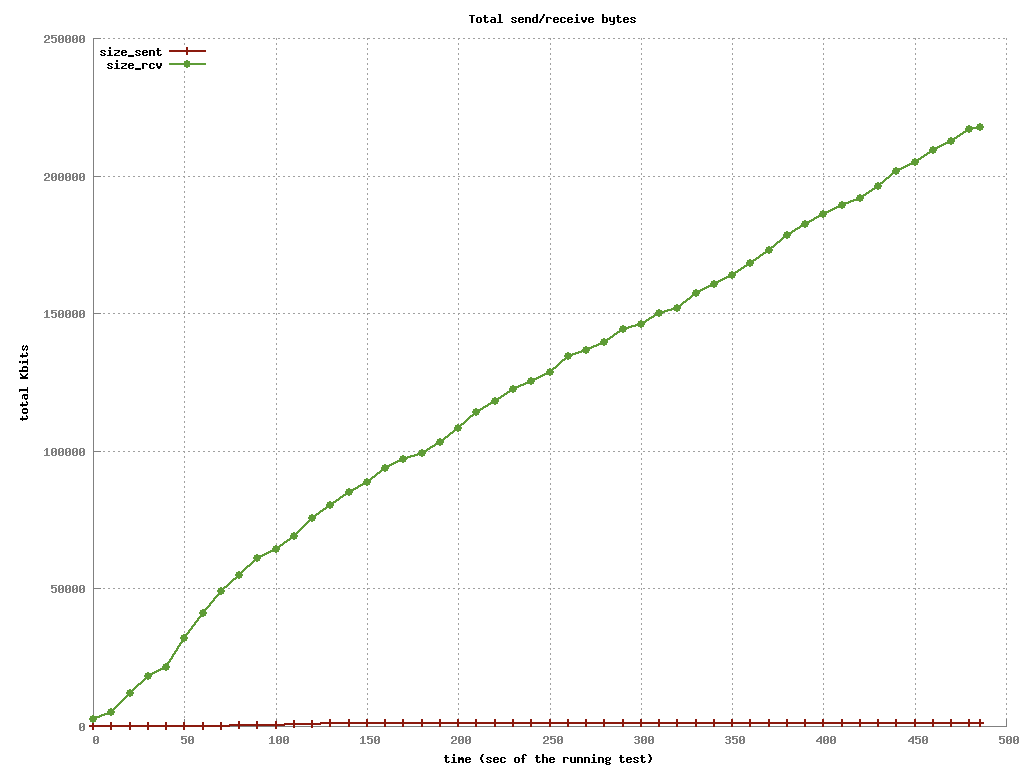 Total send/receive bytes
size_sent
size_rcv
250000
200000
150000
100000
50000
0
total Kbits
0 50 100 150 200 250 300 350 400 450 500
time (sec of the running test)